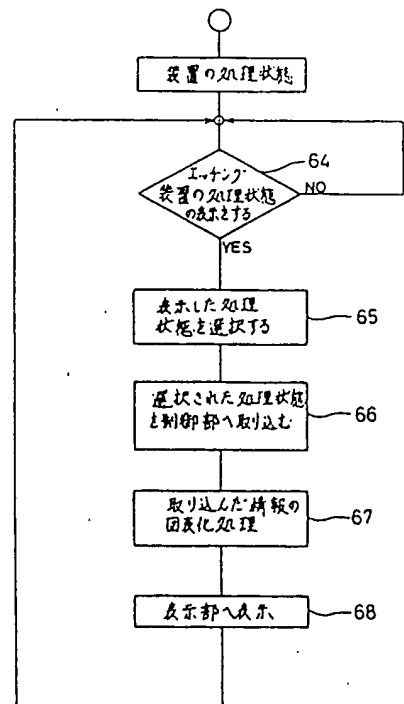 装置の処理状態
エッチング
装置の処理状態
の表示をする
64
NO
YES
表示した処理
状態を選択する
65
選択された処理状態
を制御部へ取り込む
66
取り込んだ情報の
図表化処理
67
表示部へ表示
68